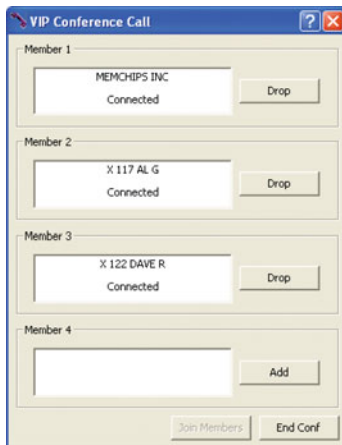 VIP Conference Call
Member 1
MEMCHIPS INC
Connected
Drop
Member 2
X 117 AL G
Connected
Drop
Member 3
X 122 DAVE R
Connected
Drop
Member 4
Add
Join Members
End Conf